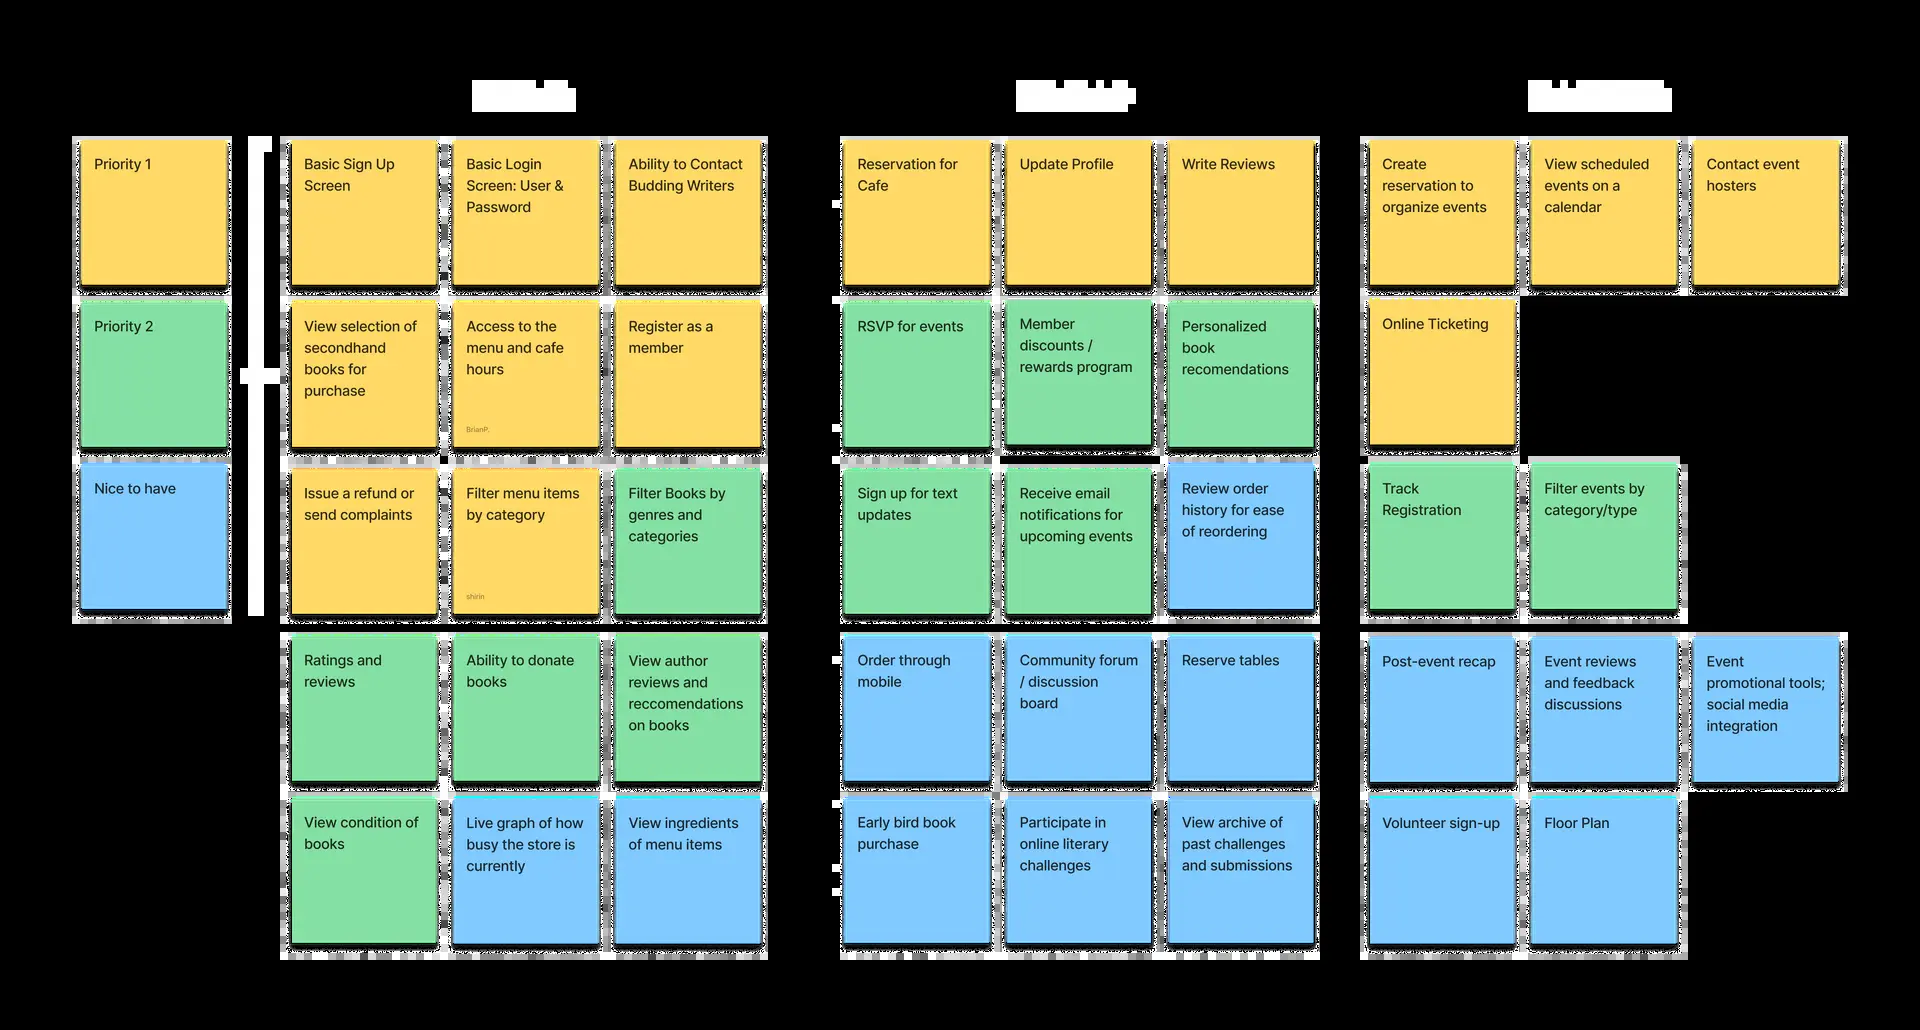 Priority 1
Priority 2
Nice to have
Basic Sign Up
Screen
Basic Login
Screen: User &
Password
Ability to Contact
Budding Writers
View selection of
secondhand
books for
purchase
Access to the
menu and cafe
hours
BrianP.
Register as a
member
Issue a refund or
send complaints
Filter menu items
by category
shirin
Filter Books by
genres and
categories
Ratings and
reviews
Ability to donate
books
View author
reviews and
reccomendations
on books
View condition of
books
Live graph of how
busy the store is
currently
View ingredients
of menu items
Reservation for
Cafe
Update Profile
Write Reviews
RSVP for events
Member
discounts /
rewards program
Personalized
book
recomendations
Sign up for text
updates
Receive email
notifications for
upcoming events
Review order
history for ease
of reordering
Order through
mobile
Community forum
/ discussion
board
Reserve tables
Early bird book
purchase
Participate in
online literary
challenges
View archive of
past challenges
and submissions
Create
reservation to
organize events
View scheduled
events on a
calendar
Contact event
hosters
Online Ticketing
Track
Registration
Filter events by
category/type
Post-event recap
Event reviews
and feedback
discussions
Event
promotional tools;
social media
integration
Volunteer sign-up
Floor Plan